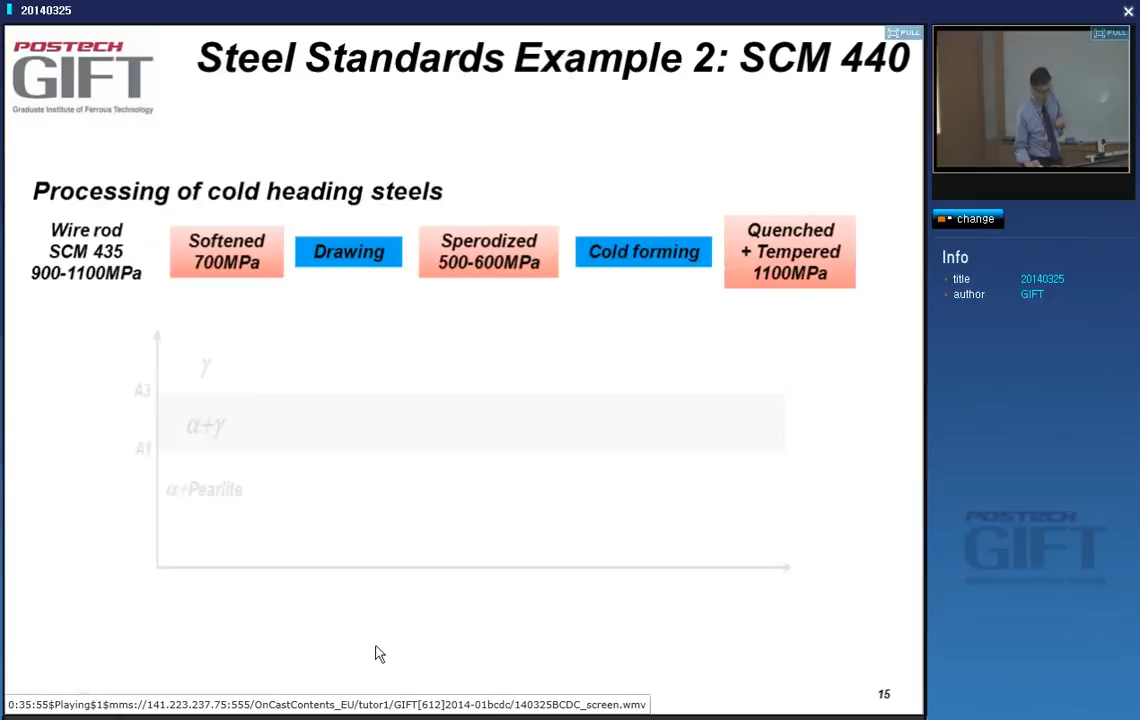 20140325
POSTECH
GIFT
Graduate Institute of Ferrous Technology
Steel Standards Example 2: SCM 440
FULL
FULL
change
Info
title 20140325
author GIFT
Processing of cold heading steels
Wire rod
SCM 435
900-1100MPa
Softened
700MPa
Drawing
Sperodized
500-600MPa
Cold forming
Quenched
+ Tempered
1100MPa
γ
A3
α+γ
A1
α+Pearlite
POSTECH
GIFT
15
0:35:55$Playing$1$mms://141.223.237.75:555/OnCastContents_EU/tutor1/GIFT[612]2014-01bcdc/140325BCDC_screen.wmv